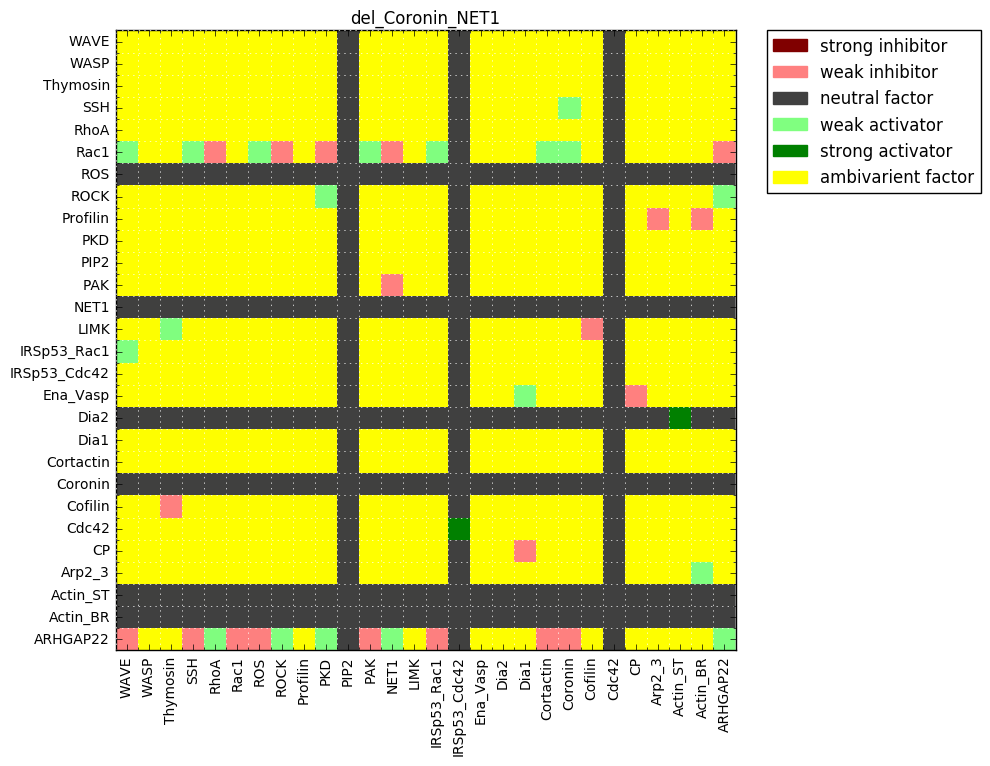 del_Coronin_NET1
WAVE
WASP
Thymosin
SSH
RhoA
Rac1
ROS
ROCK
Profilin
PKD
PIP2
PAK
NET1
LIMK
IRSp53_Rac1
IRSp53_Cdc42
Ena_Vasp
Dia2
Dia1
Cortactin
Coronin
Cofilin
Cdc42
CP
Arp2_3
Actin_ST
Actin_BR
ARHGAP22
WAVE
WASP
Thymosin
SSH
RhoA
Rac1
ROS
ROCK
Profilin
PKD
PIP2
PAK
NET1
LIMK
IRSp53_Rac1
IRSp53_Cdc42
Ena_Vasp
Dia2
Dia1
Cortactin
Coronin
Cofilin
Cdc42
CP
Arp2_3
Actin_ST
Actin_BR
ARHGAP22
strong inhibitor
weak inhibitor
neutral factor
weak activator
strong activator
ambivarient factor